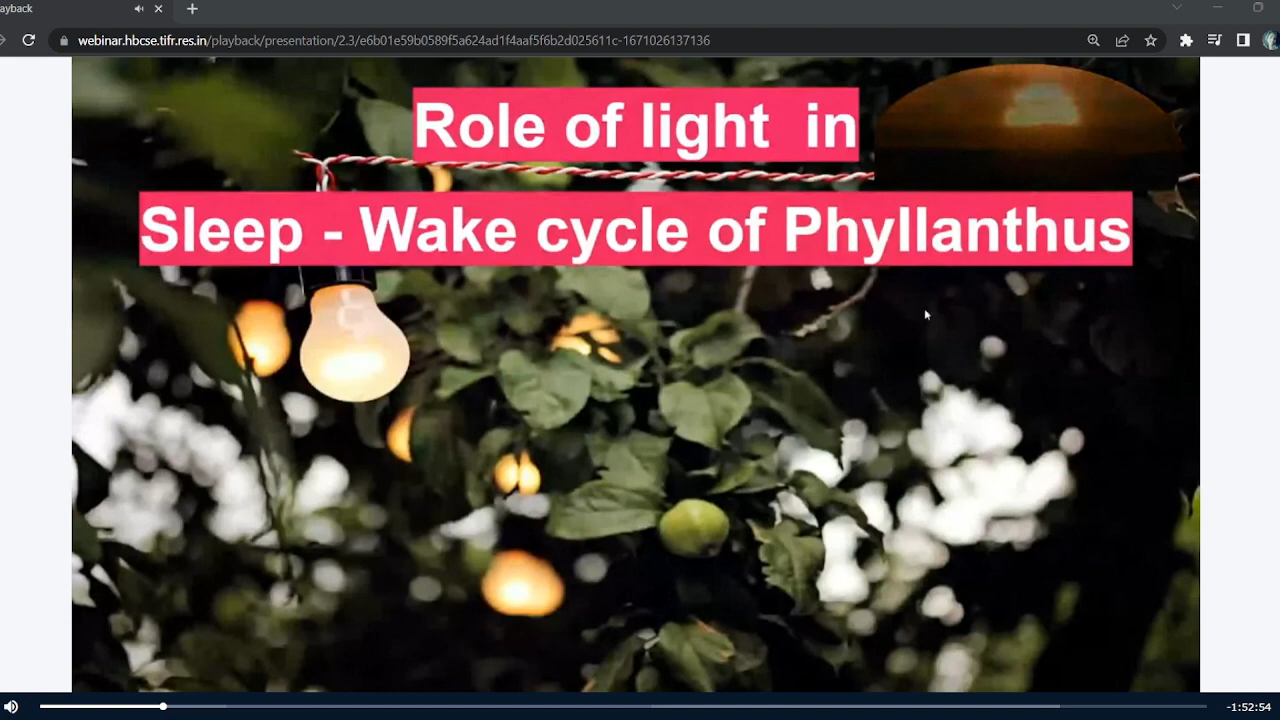 ayback
webinar.hbcse.tifr.res.in/playback/presentation/2.3/e6b01e59b0589f5a624ad1f4aaf5f6b2d025611c-1671026137136
Role of light in
Sleep - Wake cycle of Phyllanthus
-1:52:54